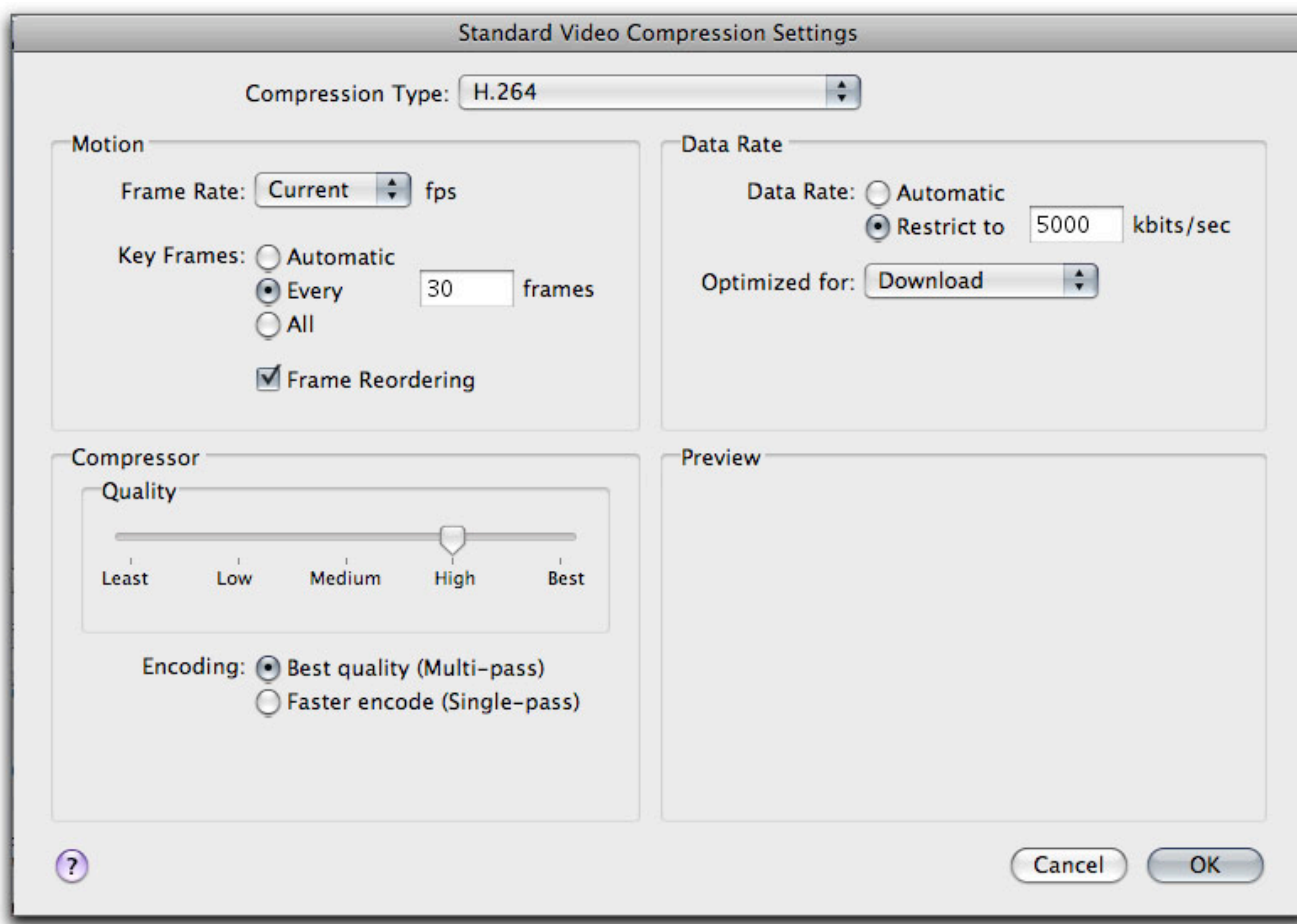 Standard Video Compression Settings
Compression Type: H.264
Motion
Frame Rate: Current fps
Key Frames: Automatic
Every 30 frames
All
Frame Reordering
Data Rate
Data Rate: Automatic
Restrict to 5000 kbits/sec
Optimized for: Download
Compressor
Quality
Least Low Medium High Best
Encoding: Best quality (Multi-pass)
Faster encode (Single-pass)
Preview
?
Cancel OK